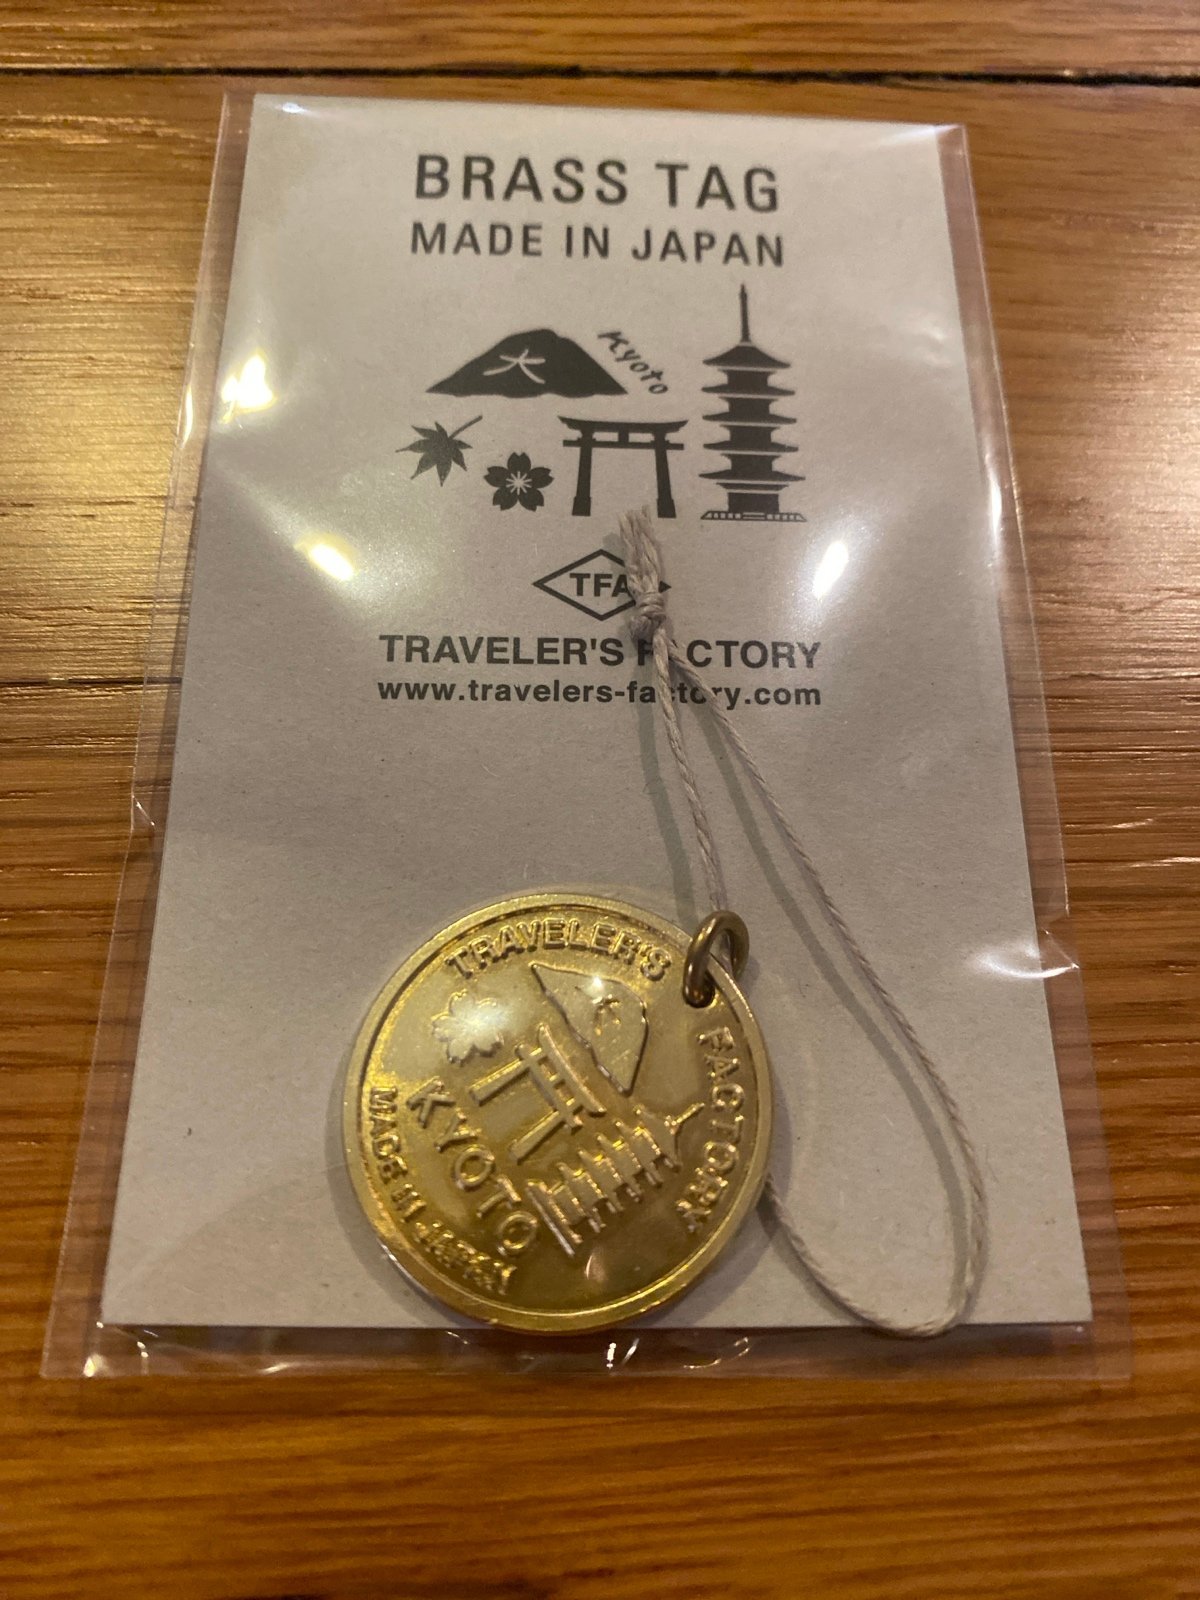 BRASS TAG
MADE IN JAPAN
大
Kyoto
TFA
TRAVELER'S FACTORY
www.travelers-factory.com
TRAVELER'S FACTORY
大
KYOTO
MADE IN JAPAN